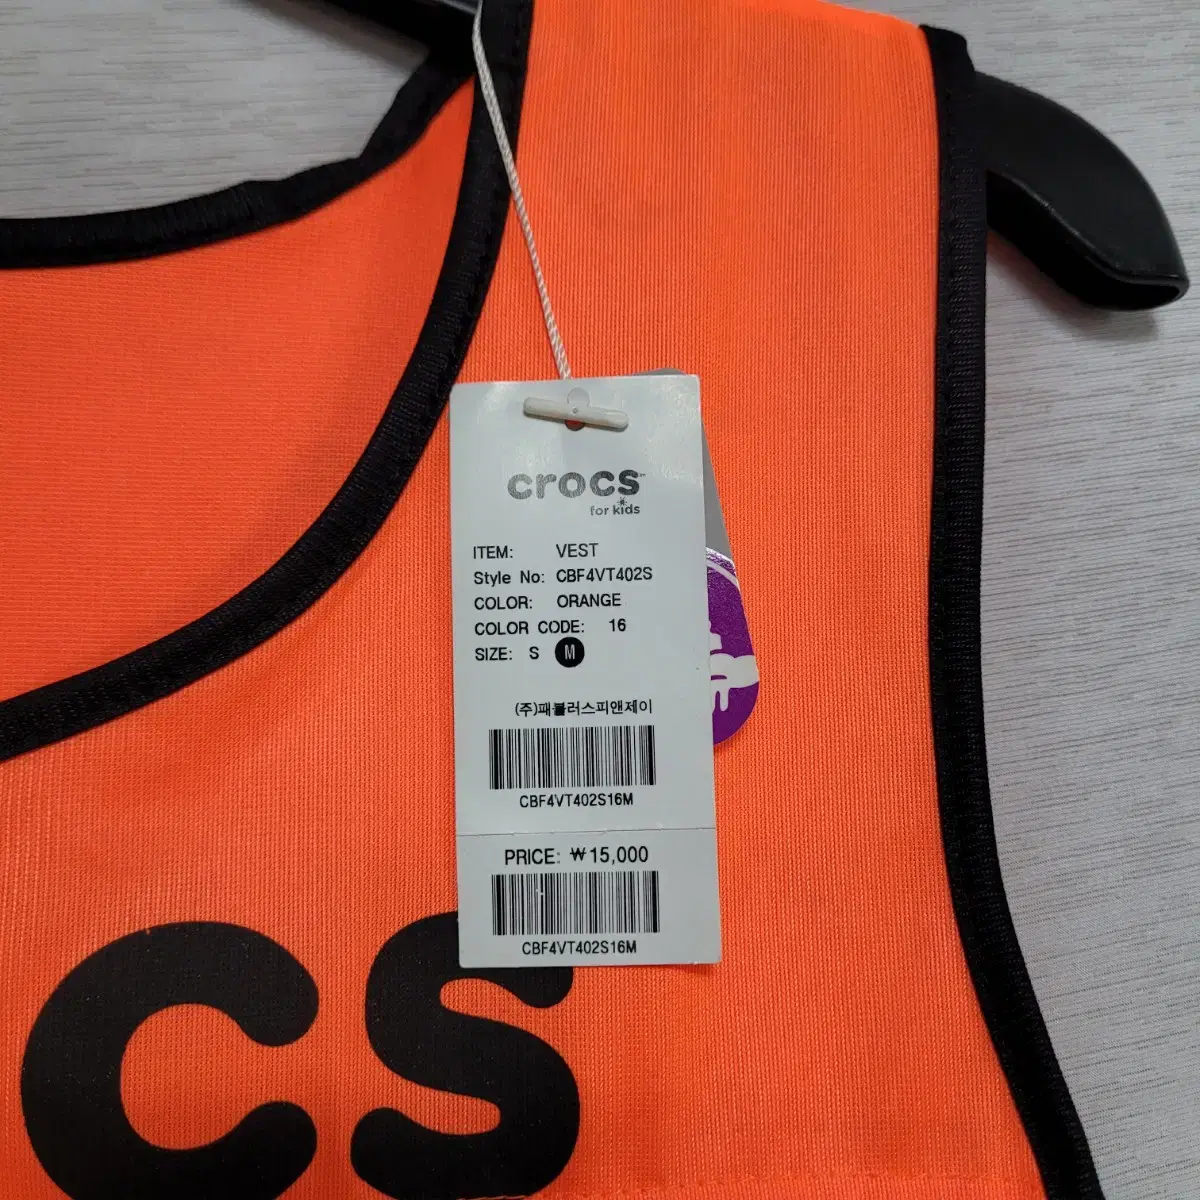 crocs™
for kids
ITEM: VEST
Style No: CBF4VT402S
COLOR: ORANGE
COLOR CODE: 16
SIZE: S M
(주)패블러스피앤제이
CBF4VT402S16M
PRICE: ₩15,000
CBF4VT402S16M
cs